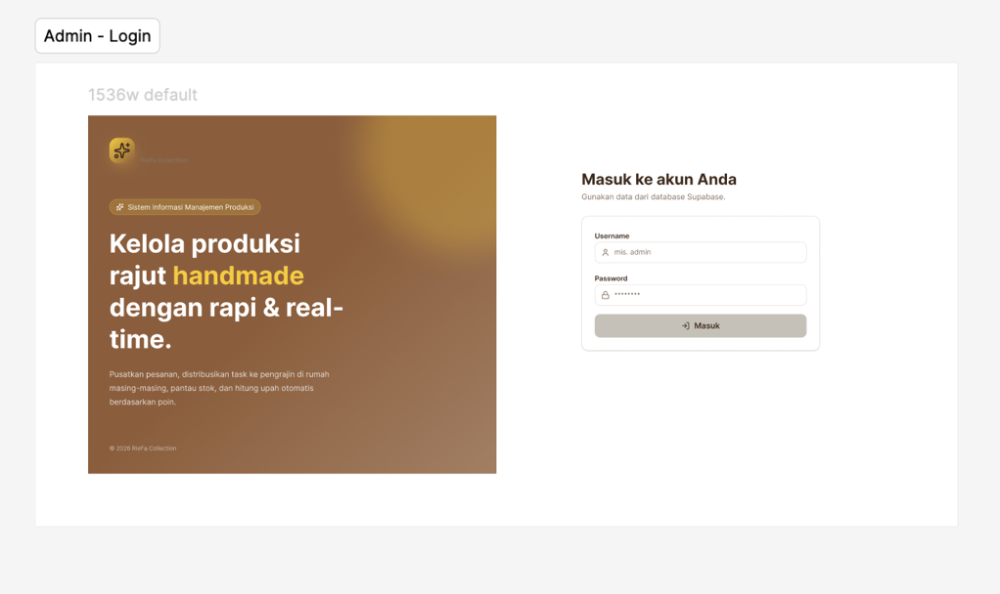 Admin - Login
1536w default
RieFa Collection
Sistem Informasi Manajemen Produksi
Kelola produksi
rajut handmade
dengan rapi & real-
time.
Pusatkan pesanan, distribusikan task ke pengrajin di rumah
masing-masing, pantau stok, dan hitung upah otomatis
berdasarkan poin.
© 2026 RieFa Collection
Masuk ke akun Anda
Gunakan data dari database Supabase.
Username
mis. admin
Password
••••••••
Masuk